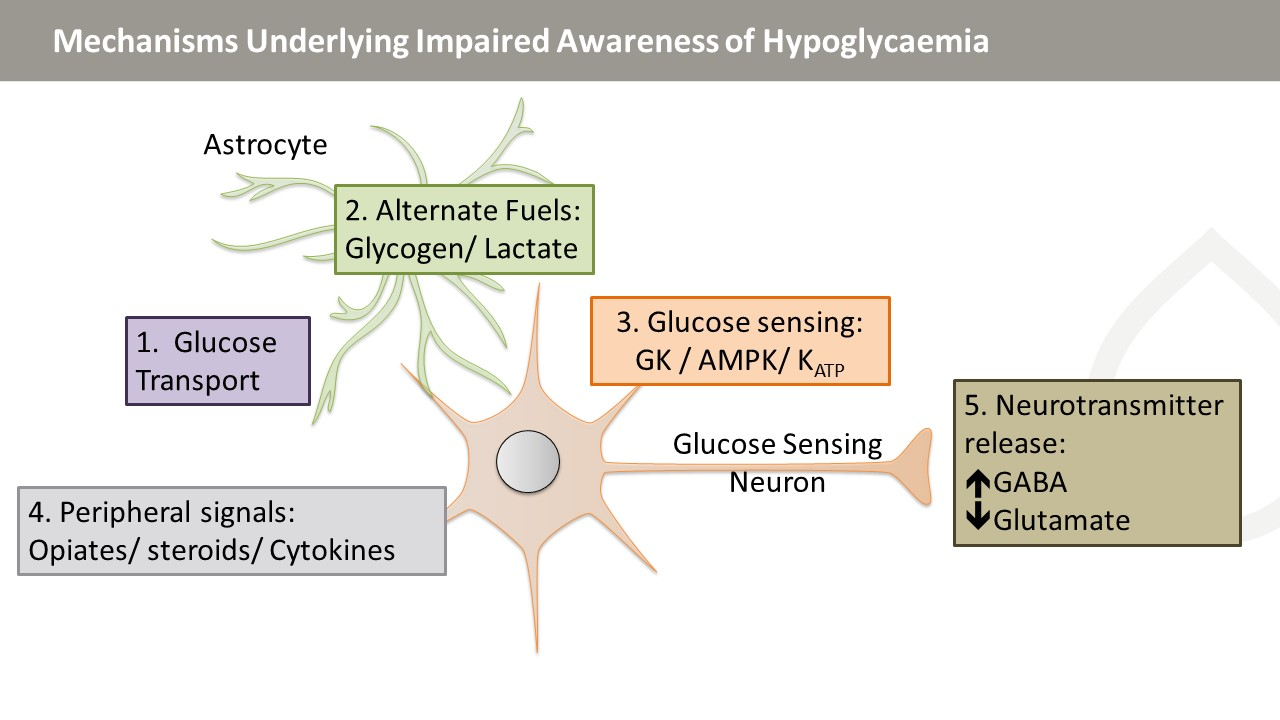 Mechanisms Underlying Impaired Awareness of Hypoglycaemia
Astrocyte
2. Alternate Fuels:
Glycogen/ Lactate
1. Glucose
Transport
3. Glucose sensing:
GK / AMPK/ KATP
Glucose Sensing
Neuron
4. Peripheral signals:
Opiates/ steroids/ Cytokines
5. Neurotransmitter
release:
↑GABA
↓Glutamate